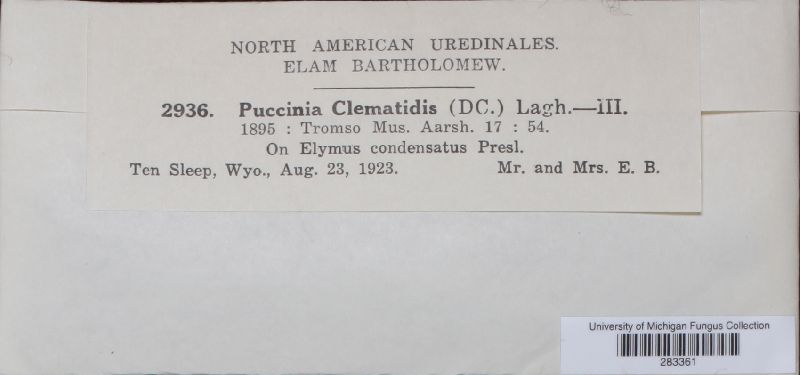 NORTH AMERICAN UREDINALES.
ELAM BARTHOLOMEW.
2936. Puccinia Clematidis (DC.) Lagh.—III.
1895 : Tromso Mus. Aarsh. 17 : 54.
On Elymus condensatus Presl.
Ten Sleep, Wyo., Aug. 23, 1923. Mr. and Mrs. E. B.
University of Michigan Fungus Collection
283361